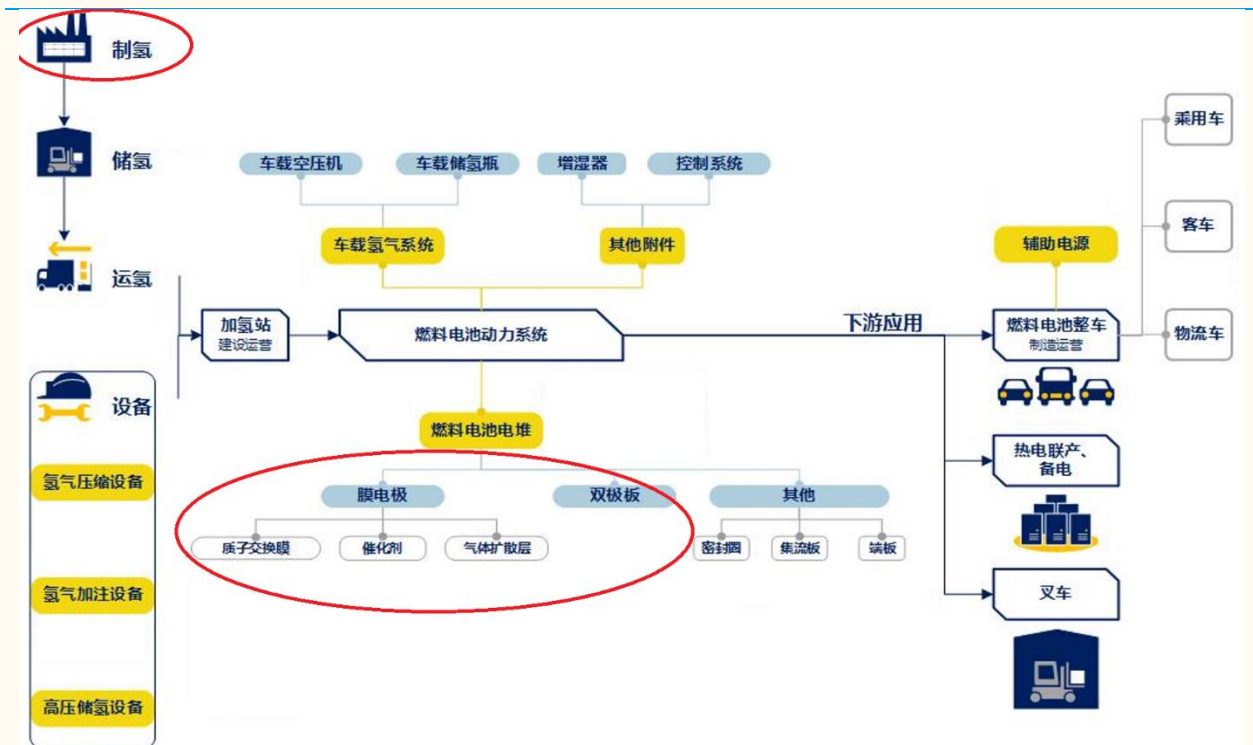 制氢
储氢
运氢
设备
氢气压缩设备
氢气加注设备
高压储氢设备
车载空压机
车载储氢瓶
增湿器
控制系统
车载氢气系统
其他附件
加氢站
建设运营
燃料电池动力系统
下游应用
燃料电池电堆
膜电极
双极板
其他
质子交换膜
催化剂
气体扩散层
密封圈
集流板
端板
辅助电源
燃料电池整车
制造运营
乘用车
客车
物流车
热电联产、
备电
叉车